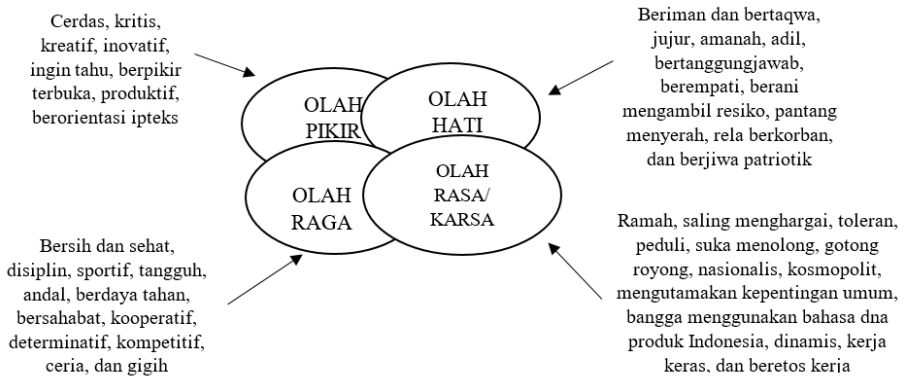 Cerdas, kritis,
kreatif, inovatif,
ingin tahu, berpikir
terbuka, produktif,
berorientasi ipteks
Beriman dan bertaqwa,
jujur, amanah, adil,
bertanggungjawab,
berempati, berani
mengambil resiko, pantang
menyerah, rela berkorban,
dan berjiwa patriotik
OLAH
PIKIR
OLAH
HATI
OLAH
RAGA
OLAH
RASA/
KARSA
Bersih dan sehat,
disiplin, sportif, tangguh,
andal, berdaya tahan,
bersahabat, kooperatif,
determinatif, kompetitif,
ceria, dan gigih
Ramah, saling menghargai, toleran,
peduli, suka menolong, gotong
royong, nasionalis, kosmopolit,
mengutamakan kepentingan umum,
bangga menggunakan bahasa dna
produk Indonesia, dinamis, kerja
keras, dan beretos kerja